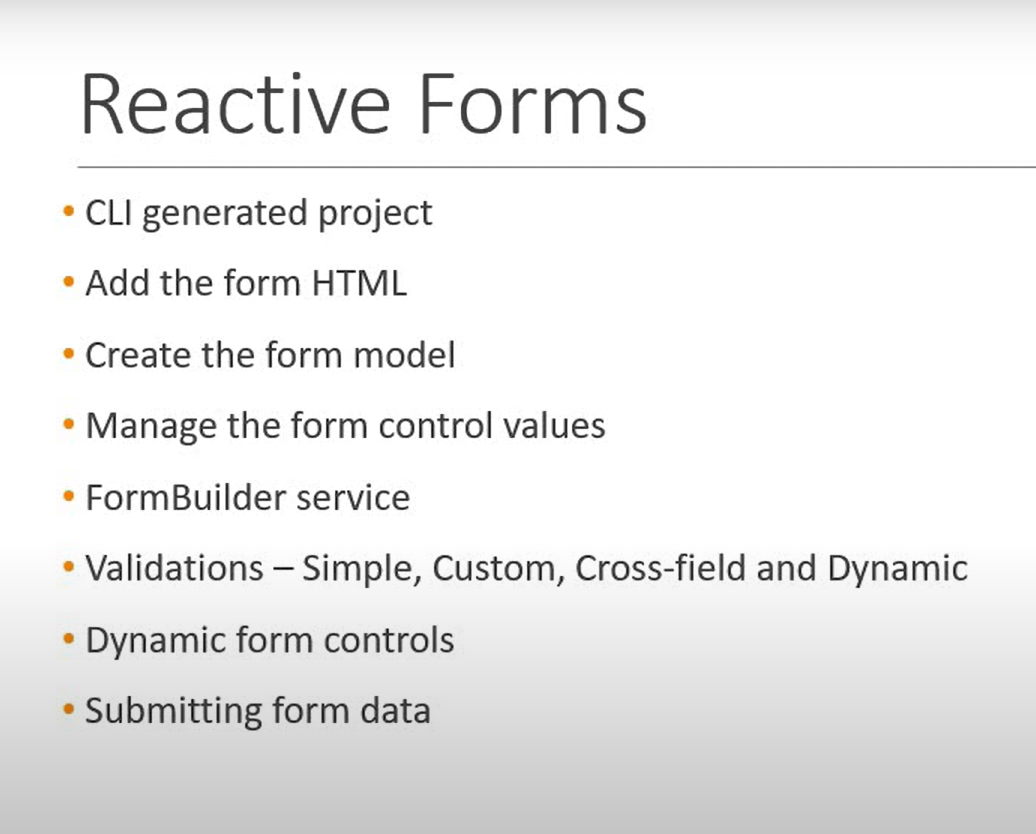 Reactive Forms
• CLI generated project
• Add the form HTML
• Create the form model
• Manage the form control values
• FormBuilder service
• Validations – Simple, Custom, Cross-field and Dynamic
• Dynamic form controls
• Submitting form data